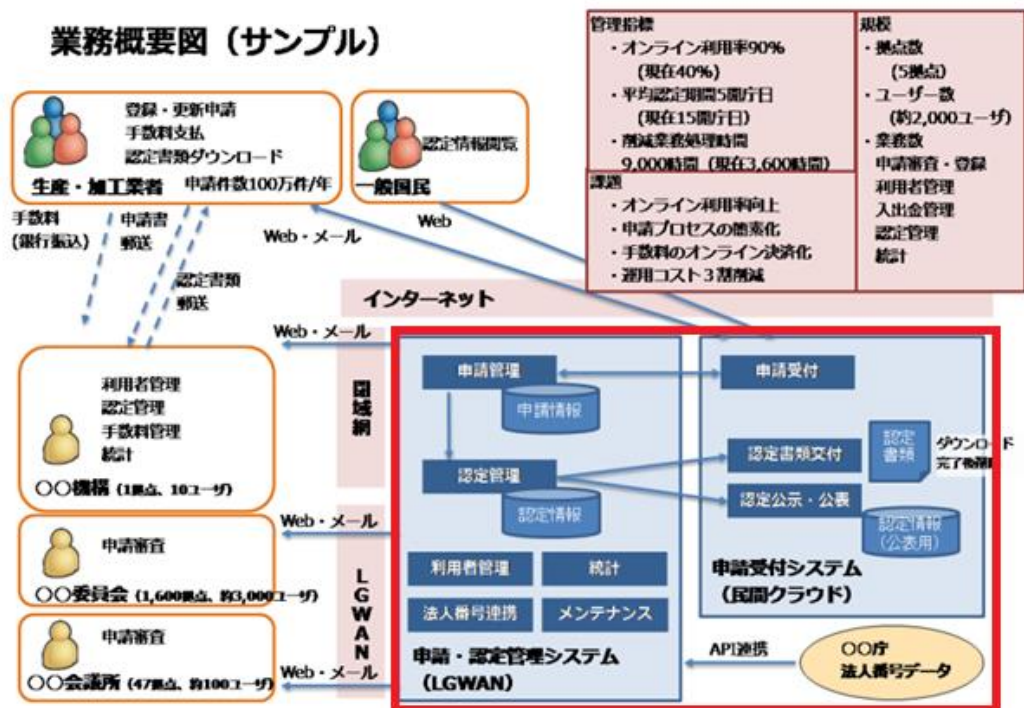 業務概要図（サンプル）
管理指標
・オンライン利用率90%
(現在40%)
・平均認定期間5開庁日
(現在15開庁日)
・削減業務処理時間
9,000時間（現在3,600時間）
課題
・オンライン利用率向上
・申請プロセスの簡素化
・手数料のオンライン決済化
・運用コスト３割削減
規模
・拠点数
(5拠点)
・ユーザー数
(約2,000ユーザ)
・業務数
申請審査・登録
利用者管理
入出金管理
認定管理
統計
登録・更新申請
手数料支払
認定書類ダウンロード
生産・加工業者 申請件数100万件/年
認定情報閲覧
一般国民
手数料
(銀行振込)
申請書
郵送
認定書類
郵送
Web・メール
Web
インターネット
Web・メール
閉域網
利用者管理
認定管理
手数料管理
統計
〇〇機構 (1拠点、10ユーザ)
Web・メール
申請審査
〇〇委員会 (1,600拠点、約3,000ユーザ)
LGWAN
申請審査
〇〇会議所 (47拠点、約100ユーザ)
Web・メール
申請管理
申請情報
認定管理
認定情報
利用者管理
統計
法人番号連携
メンテナンス
申請・認定管理システム
(LGWAN)
申請受付
認定書類交付
認定
書類
ダウンロード
認定公示・公表
認定情報
(公表用)
申請受付システム
(民間クラウド)
API連携
〇〇庁
法人番号データ